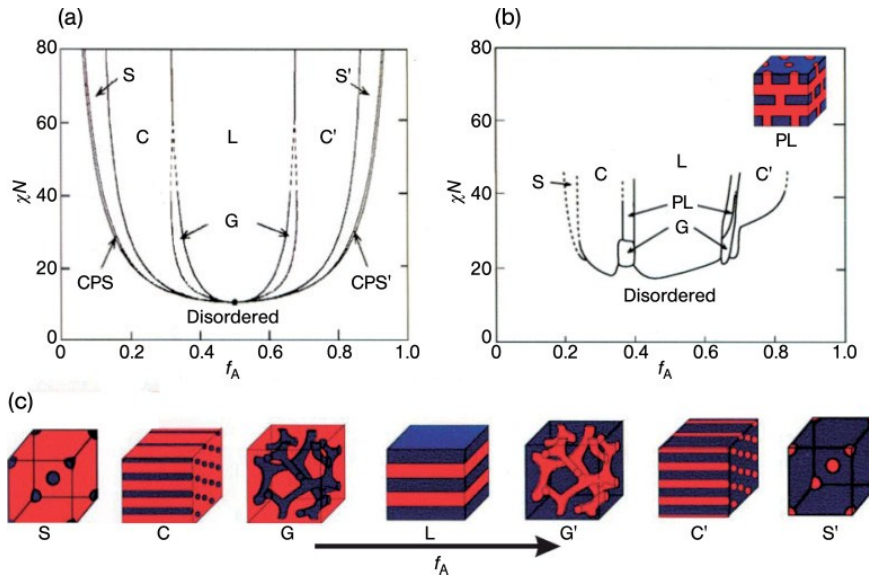 (a)
80
60
40
20
0
χN
S
C
L
C'
S'
G
CPS
CPS'
Disordered
0 0.2 0.4 0.6 0.8 1.0
fA
(b)
80
60
40
20
0
χN
PL
S
C
L
C'
PL
G
Disordered
0 0.2 0.4 0.6 0.8 1.0
fA
(c)
S C G L G' C' S'
fA